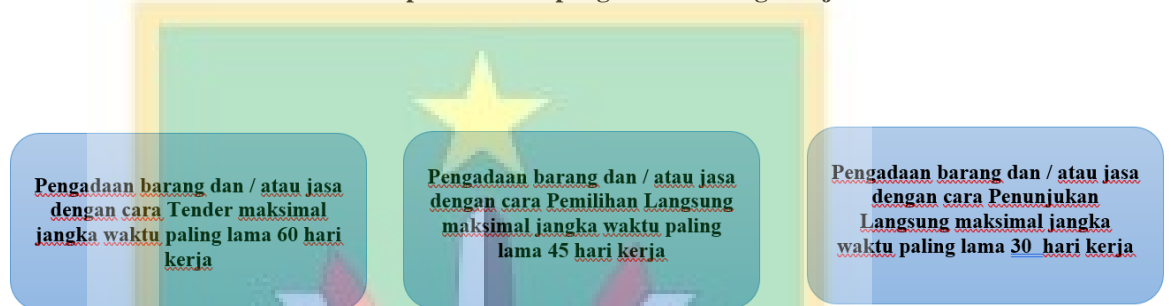 Pengadaan barang dan / atau jasa
dengan cara Tender maksimal
jangka waktu paling lama 60 hari
kerja
Pengadaan barang dan / atau jasa
dengan cara Pemilihan Langsung
maksimal jangka waktu paling
lama 45 hari kerja
Pengadaan barang dan / atau jasa
dengan cara Penunjukan
Langsung maksimal jangka
waktu paling lama 30 hari kerja